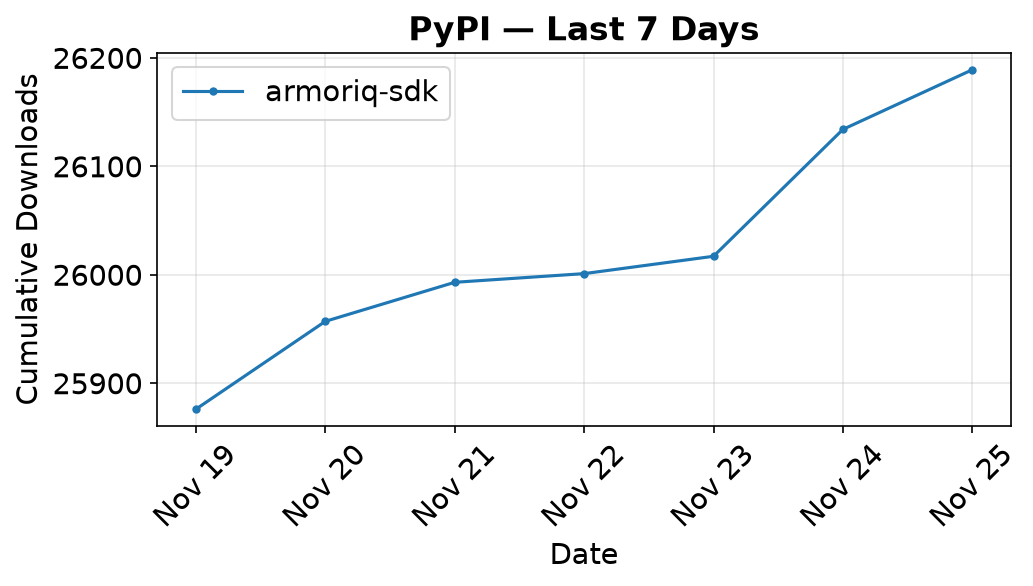 PyPI — Last 7 Days
26200
26100
26000
25900
Cumulative Downloads
armoriq-sdk
Nov 19
Nov 20
Nov 21
Nov 22
Nov 23
Nov 24
Nov 25
Date